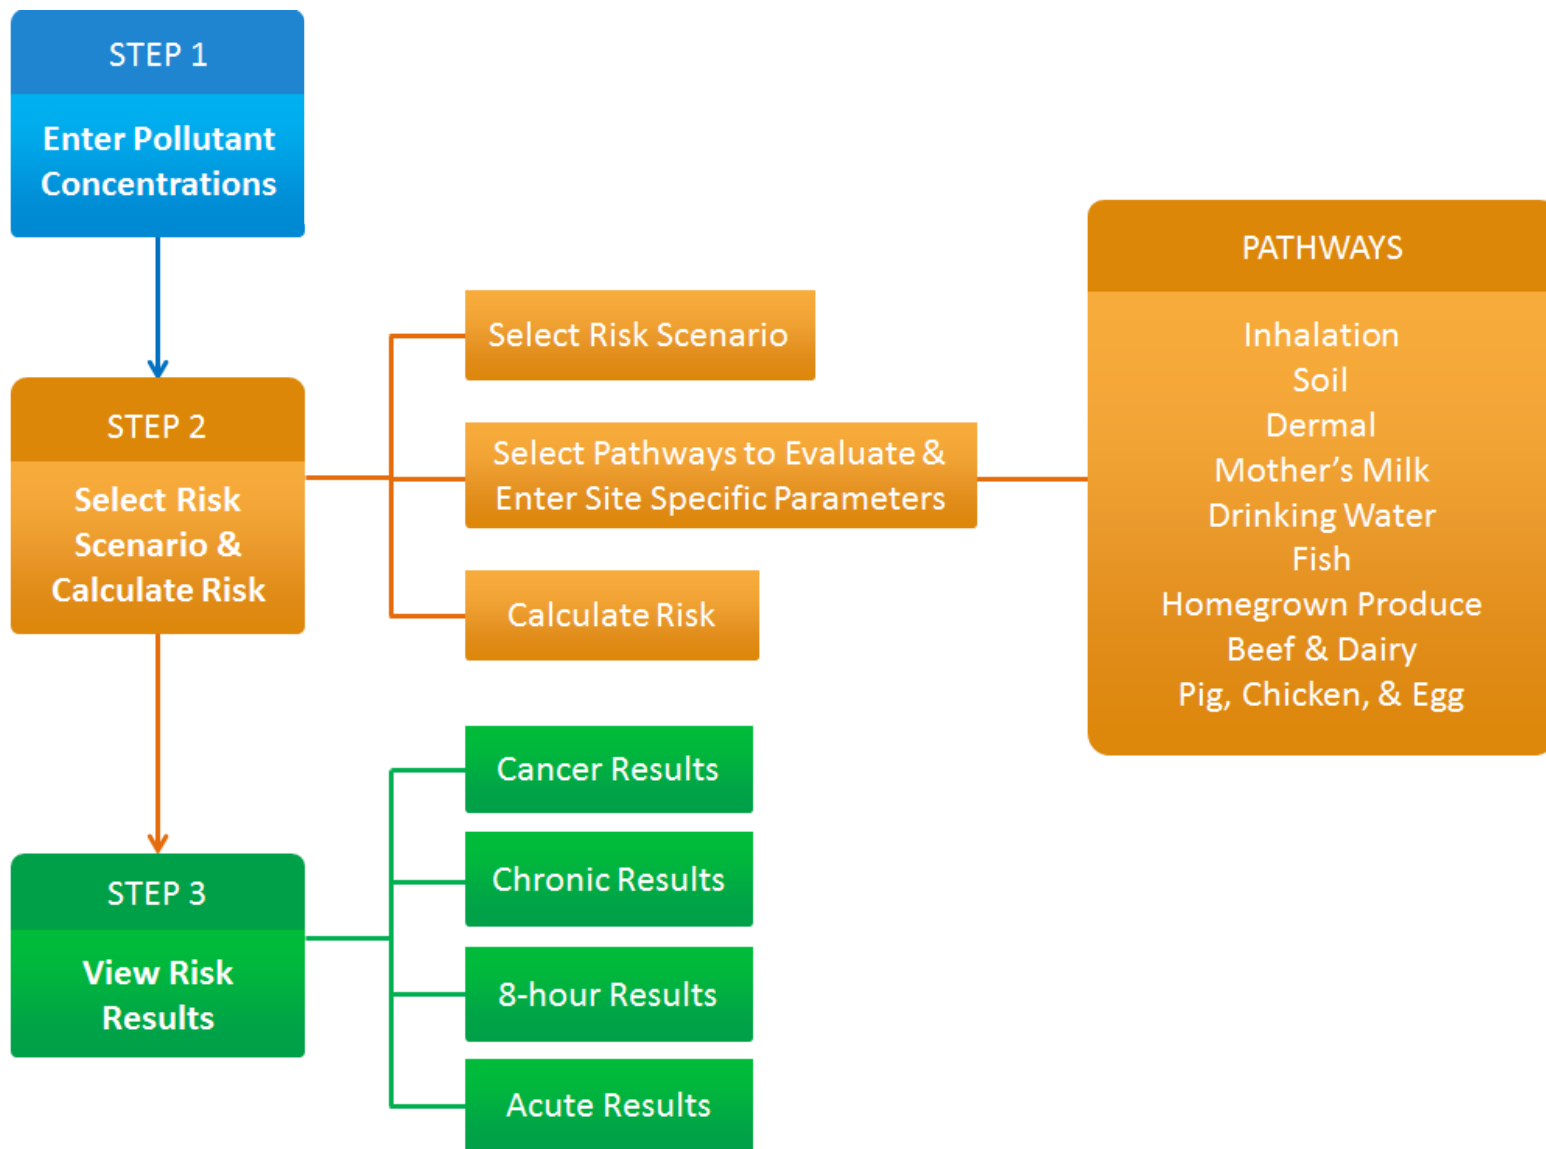 STEP 1
Enter Pollutant
Concentrations
STEP 2
Select Risk
Scenario &
Calculate Risk
Select Risk Scenario
Select Pathways to Evaluate &
Enter Site Specific Parameters
Calculate Risk
PATHWAYS
Inhalation
Soil
Dermal
Mother’s Milk
Drinking Water
Fish
Homegrown Produce
Beef & Dairy
Pig, Chicken, & Egg
STEP 3
View Risk
Results
Cancer Results
Chronic Results
8-hour Results
Acute Results